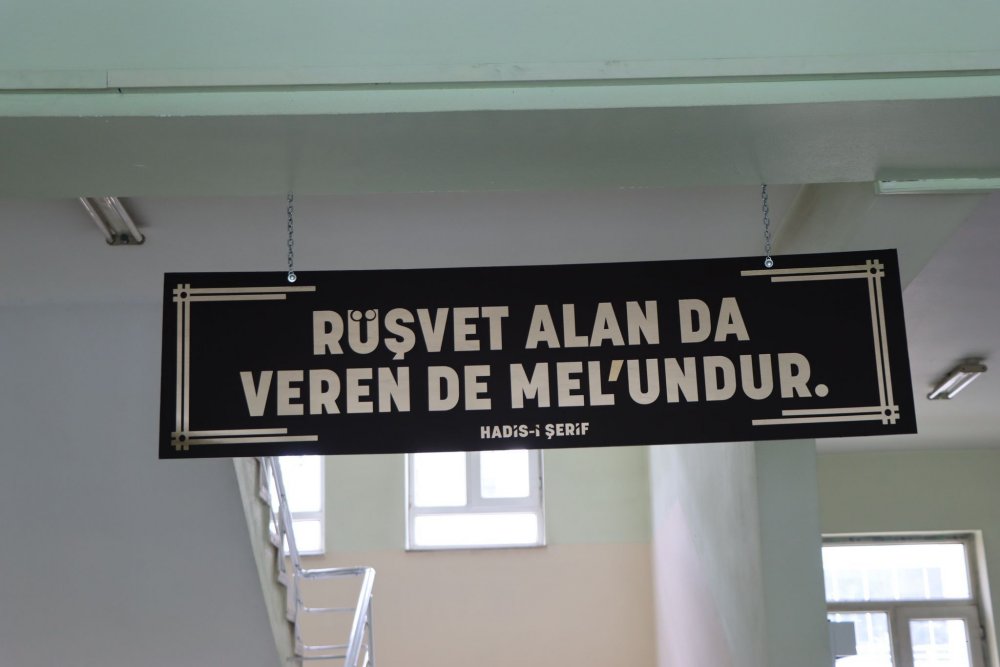 RÜŞVET ALAN DA
VEREN DE MEL'UNDUR.
HADİS-İ ŞERİF